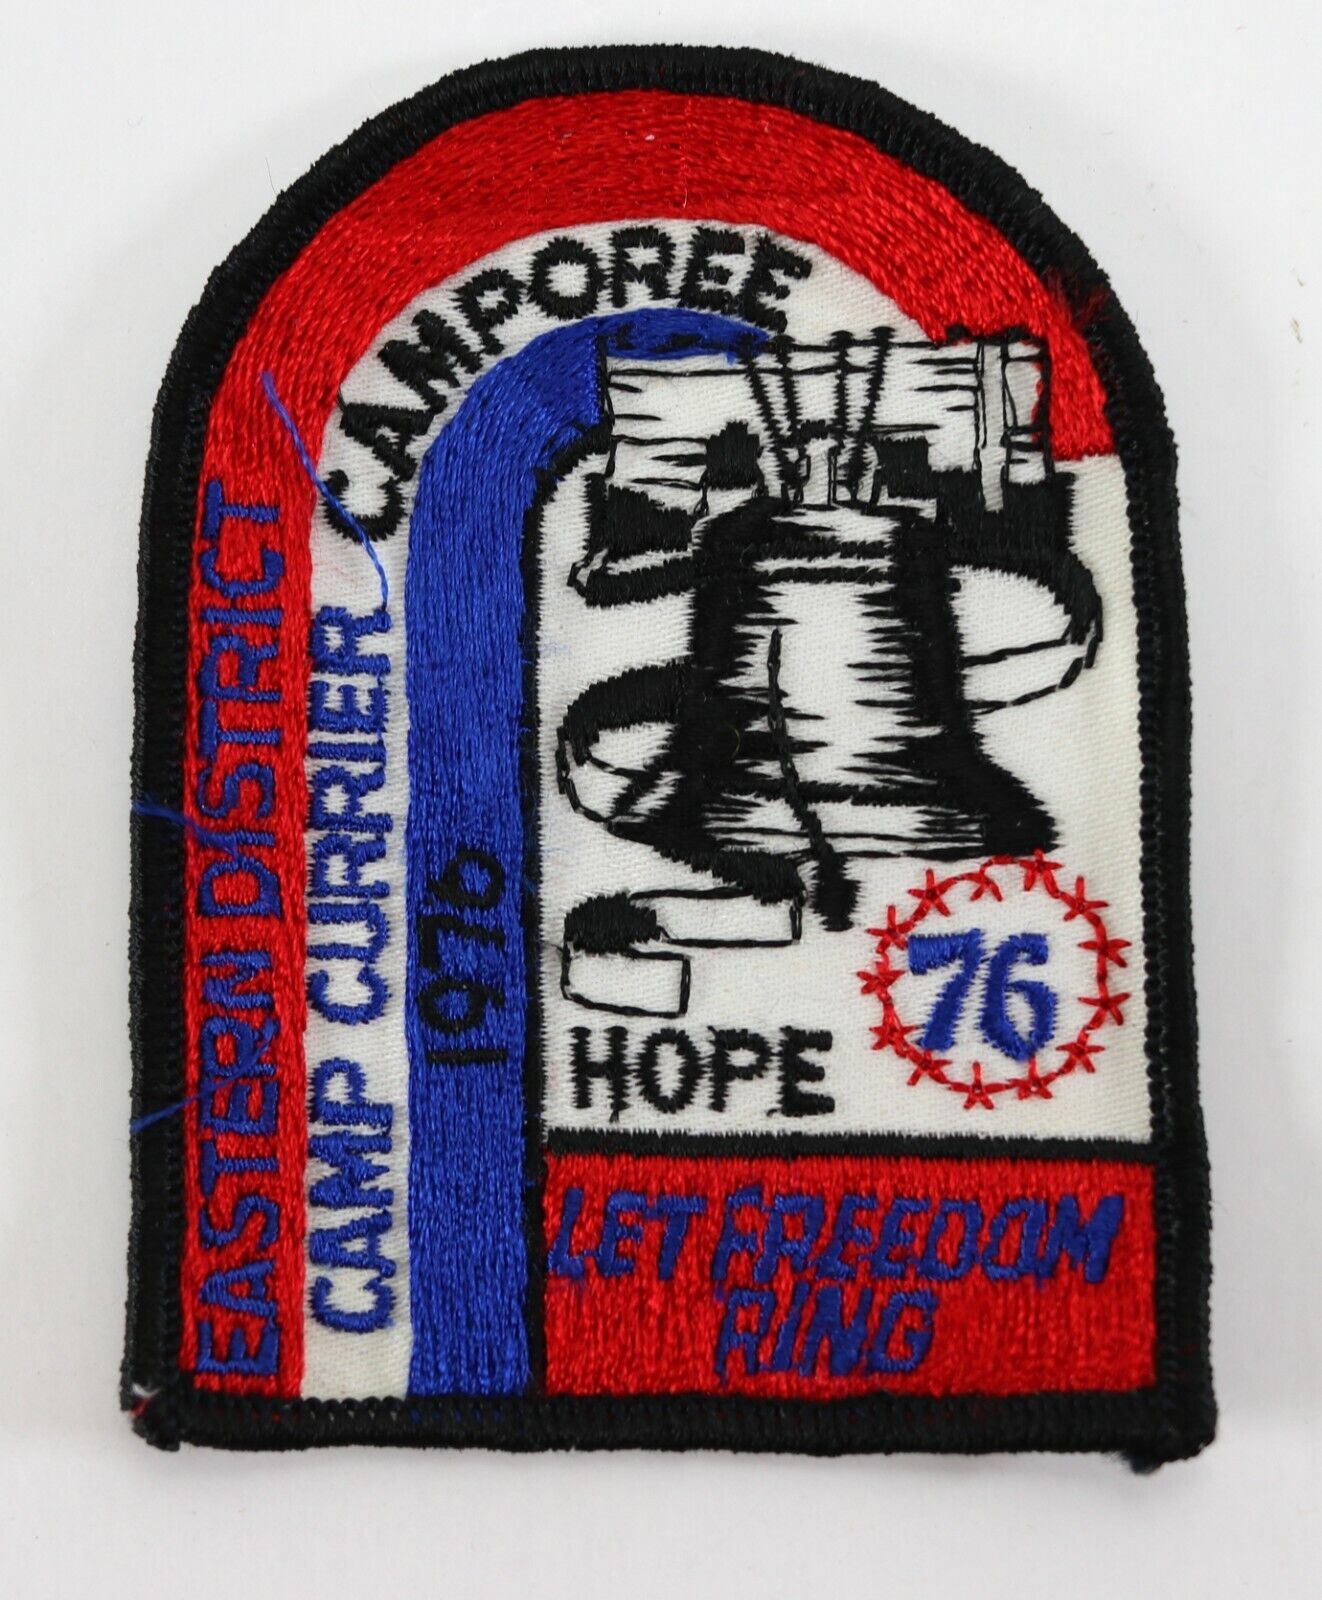 EASTERN DISTRICT
CAMP CURRIER CAMPOREE
1976
HOPE
76
LET FREEDOM
RING